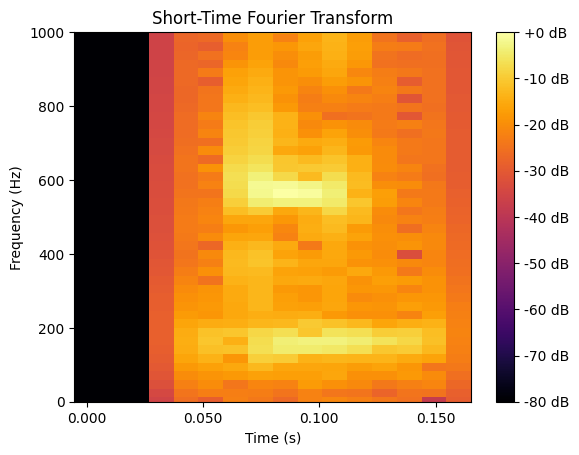 Short-Time Fourier Transform
1000
800
600
400
200
0
Frequency (Hz)
0.000
0.050
0.100
0.150
Time (s)
+0 dB
-10 dB
-20 dB
-30 dB
-40 dB
-50 dB
-60 dB
-70 dB
-80 dB